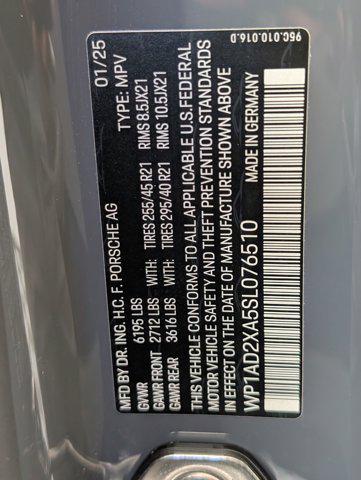 95C.010.016.D
MFD BY DR. ING. H.C. F. PORSCHE AG 01/25
GVWR 6195 LBS TYPE: MPV
GAWR FRONT 2712 LBS WITH: TIRES 255/45 R21 RIMS 8.5JX21
GAWR REAR 3616 LBS WITH: TIRES 295/40 R21 RIMS 10.5JX21
THIS VEHICLE CONFORMS TO ALL APPLICABLE U.S. FEDERAL
MOTOR VEHICLE SAFETY AND THEFT PREVENTION STANDARDS
IN EFFECT ON THE DATE OF MANUFACTURE SHOWN ABOVE
WP1AD2XA5SL076510 MADE IN GERMANY